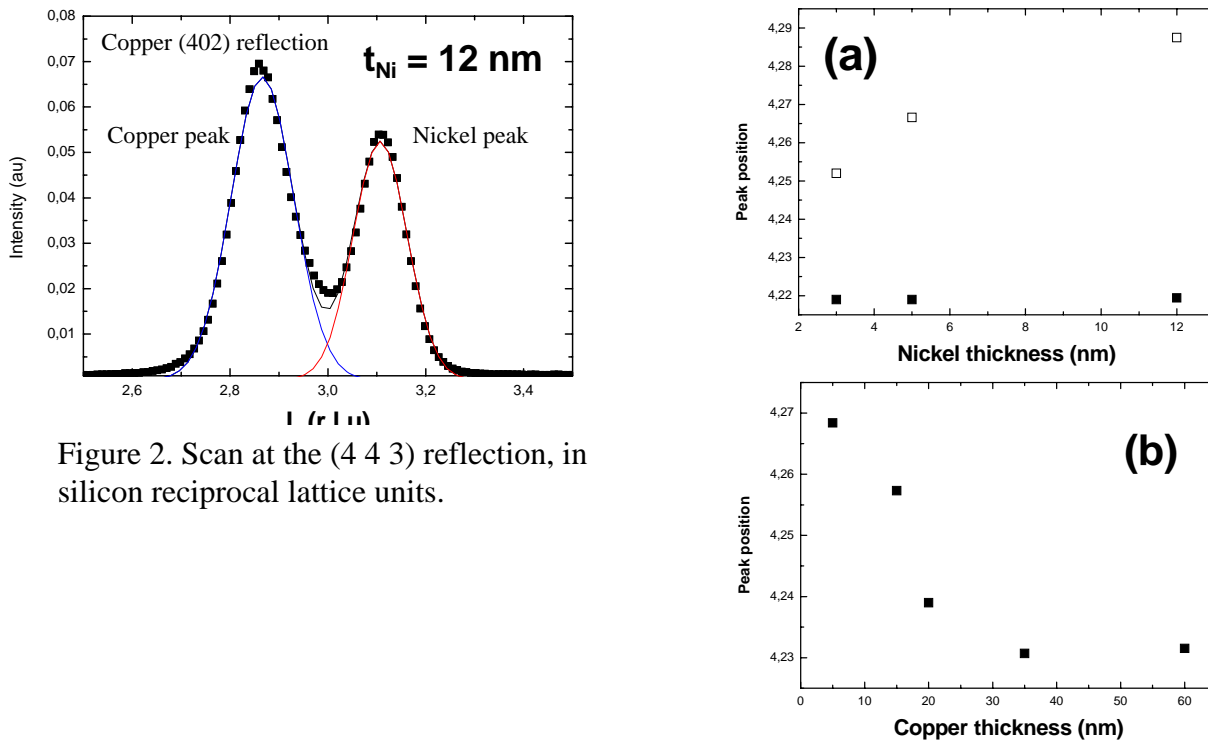 0,08
0,07
0,06
0,05
0,04
0,03
0,02
0,01
Intensity (au)
Copper (402) reflection
t_Ni = 12 nm
Copper peak
Nickel peak
2,6 2,8 3,0 3,2 3,4
Figure 2. Scan at the (4 4 3) reflection, in
silicon reciprocal lattice units.
(a)
4,29
4,28
4,27
4,26
4,25
4,24
4,23
4,22
Peak position
2 4 6 8 10 12
Nickel thickness (nm)
(b)
4,27
4,26
4,25
4,24
4,23
Peak position
0 10 20 30 40 50 60
Copper thickness (nm)